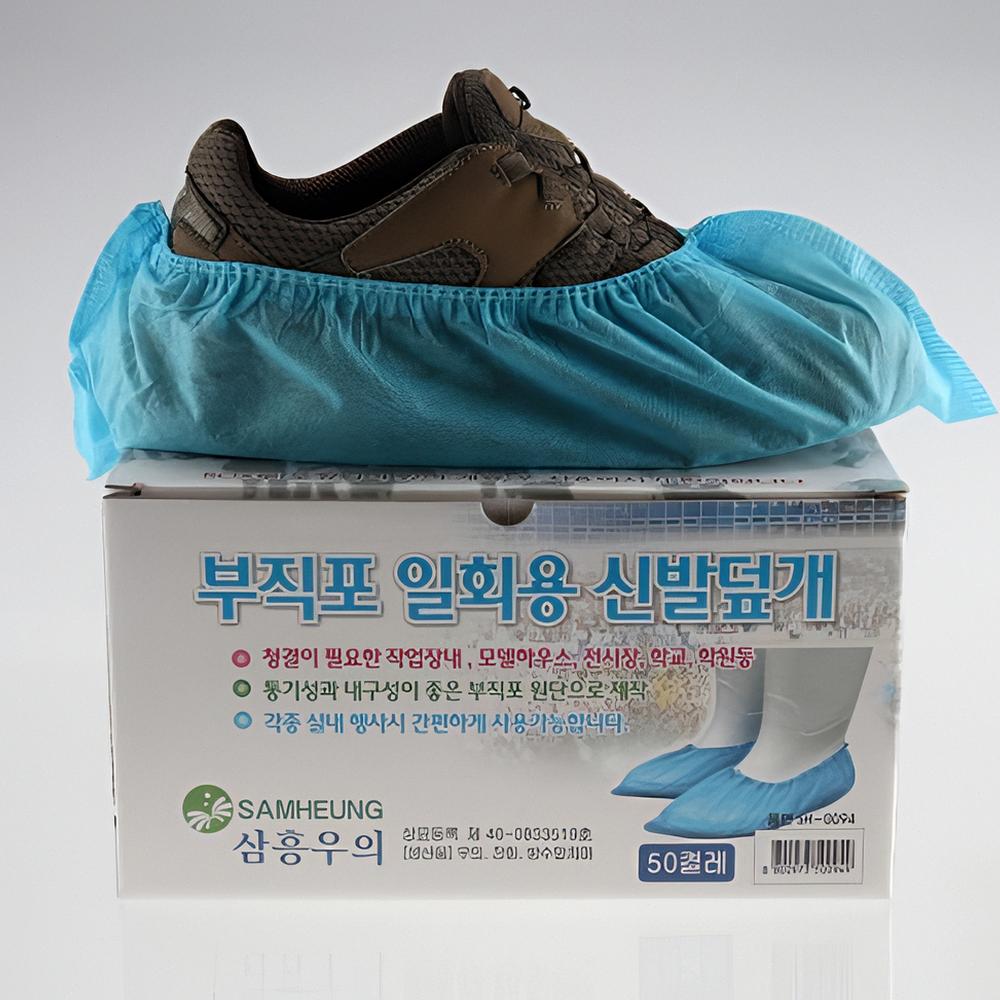 부직포 일회용 신발덮개
청결이 필요한 작업장내, 모델하우스, 전시장, 학교, 학원등
통기성과 내구성이 좋은 부직포 원단으로 제작
각종 실내 행사시 간편하게 사용가능합니다.
SAMHEUNG
삼흥우의
50켤레